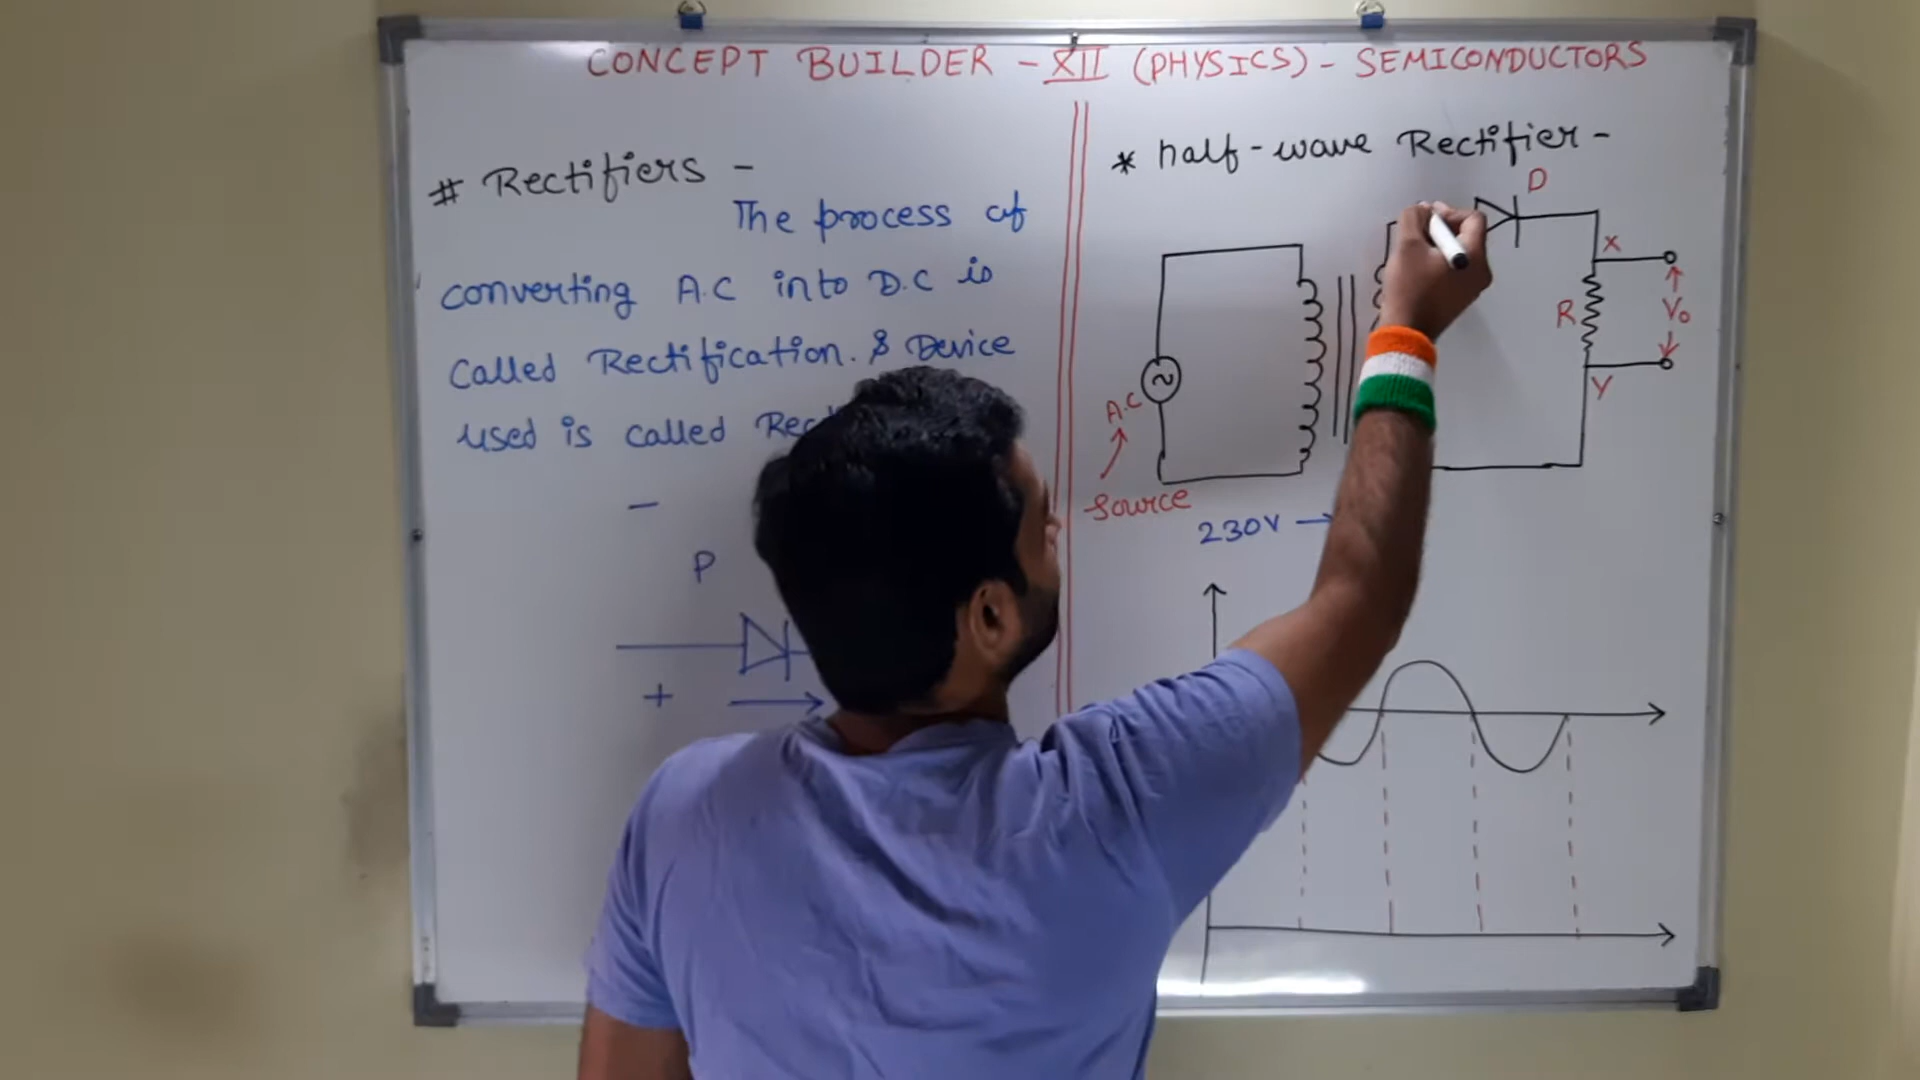 CONCEPT BUILDER - XII (PHYSICS) - SEMICONDUCTORS
# Rectifiers -
The process of
converting A.C into D.C is
called Rectification. & Device
used is called
-
P
+
* half-wave Rectifier -
D
X
R
Vo
Y
A.C
Source
230V →